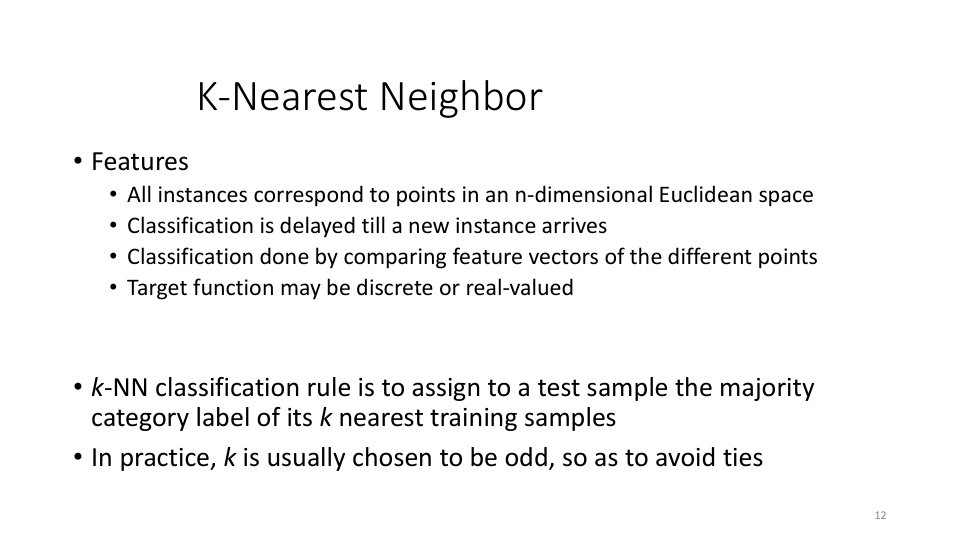 K-Nearest Neighbor
• Features
• All instances correspond to points in an n-dimensional Euclidean space
• Classification is delayed till a new instance arrives
• Classification done by comparing feature vectors of the different points
• Target function may be discrete or real-valued
• k-NN classification rule is to assign to a test sample the majority
category label of its k nearest training samples
• In practice, k is usually chosen to be odd, so as to avoid ties
12